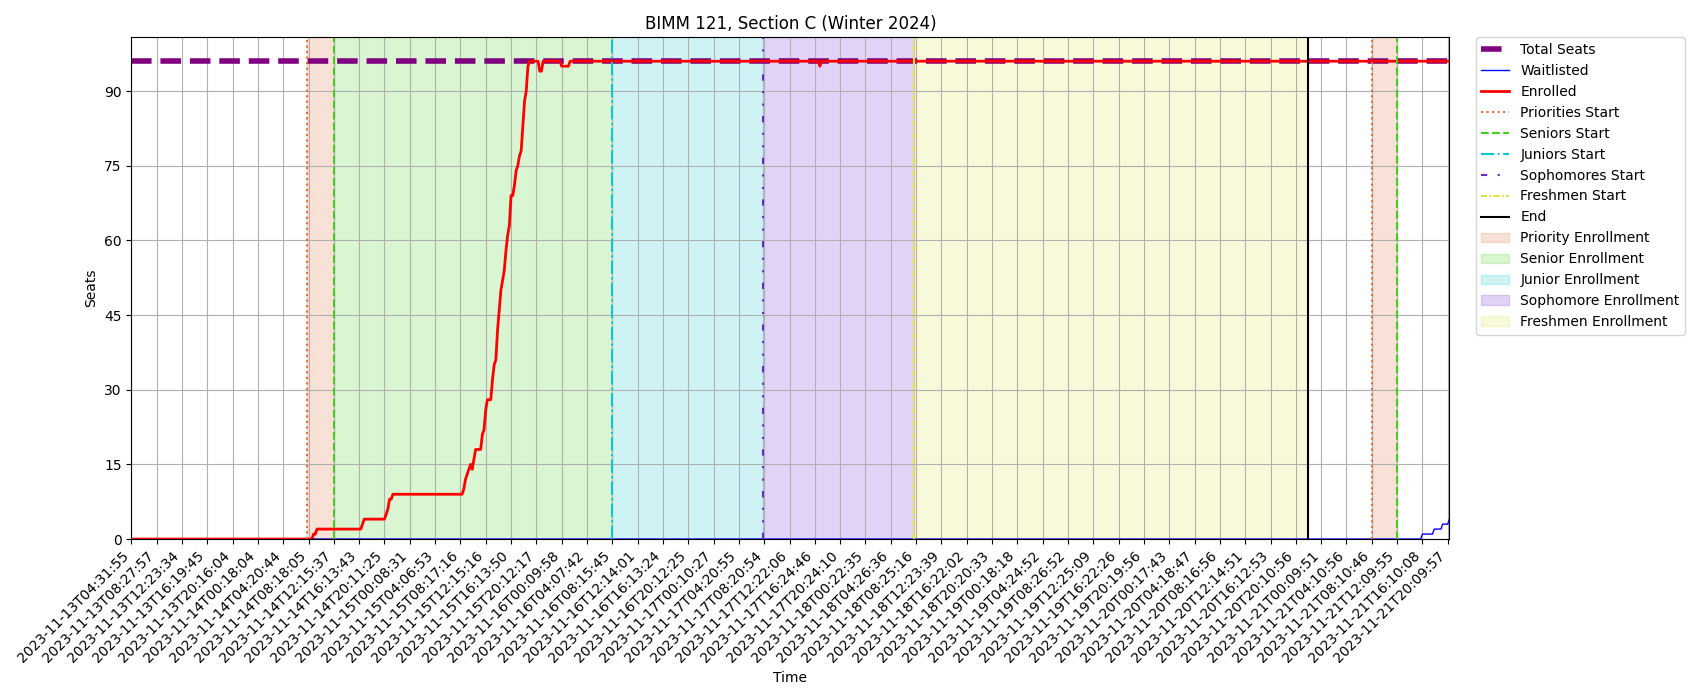 BIMM 121, Section C (Winter 2024)
Seats
90
75
60
45
30
15
0
2023-11-13T04:31:55
2023-11-13T08:27:57
2023-11-13T12:23:34
2023-11-13T16:19:45
2023-11-13T20:16:04
2023-11-14T00:18:04
2023-11-14T04:20:44
2023-11-14T08:18:05
2023-11-14T12:15:37
2023-11-14T16:13:43
2023-11-14T20:11:25
2023-11-15T00:08:31
2023-11-15T04:06:53
2023-11-15T08:17:16
2023-11-15T12:15:16
2023-11-15T16:13:50
2023-11-15T20:12:17
2023-11-16T00:09:58
2023-11-16T04:07:42
2023-11-16T08:15:45
2023-11-16T12:14:01
2023-11-16T16:13:24
2023-11-16T20:12:25
2023-11-17T00:10:27
2023-11-17T04:20:55
2023-11-17T08:20:54
2023-11-17T12:22:06
2023-11-17T16:24:46
2023-11-17T20:24:10
2023-11-18T00:22:35
2023-11-18T04:26:36
2023-11-18T08:25:16
2023-11-18T12:23:39
2023-11-18T16:22:02
2023-11-18T20:20:33
2023-11-19T00:18:18
2023-11-19T04:24:52
2023-11-19T08:26:52
2023-11-19T12:25:09
2023-11-19T16:22:26
2023-11-19T20:19:56
2023-11-20T00:17:43
2023-11-20T04:18:47
2023-11-20T08:16:56
2023-11-20T12:14:51
2023-11-20T16:12:53
2023-11-20T20:10:56
2023-11-21T00:09:51
2023-11-21T04:10:56
2023-11-21T08:10:46
2023-11-21T12:09:55
2023-11-21T16:10:08
2023-11-21T20:09:57
Time
Total Seats
Waitlisted
Enrolled
Priorities Start
Seniors Start
Juniors Start
Sophomores Start
Freshmen Start
End
Priority Enrollment
Senior Enrollment
Junior Enrollment
Sophomore Enrollment
Freshmen Enrollment